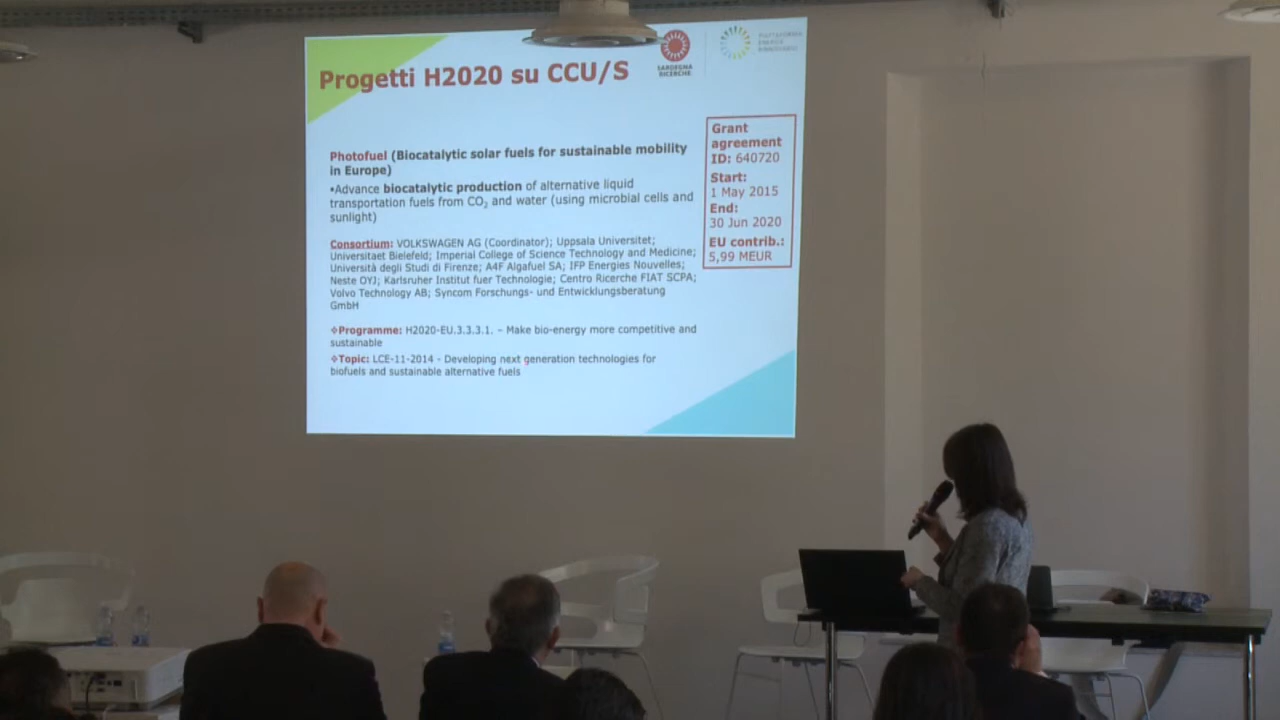 Progetti H2020 su CCU/S
SARDEGNA
RICERCHE
PIATTAFORMA
ENERGIE
RINNOVABILI
Photofuel (Biocatalytic solar fuels for sustainable mobility
in Europe)
•Advance biocatalytic production of alternative liquid
transportation fuels from CO₂ and water (using microbial cells and
sunlight)
Consortium: VOLKSWAGEN AG (Coordinator); Uppsala Universitet;
Universitaet Bielefeld; Imperial College of Science Technology and Medicine;
Università degli Studi di Firenze; A4F Algafuel SA; IFP Energies Nouvelles;
Neste OYJ; Karlsruher Institut fuer Technologie; Centro Ricerche FIAT SCPA;
Volvo Technology AB; Syncom Forschungs- und Entwicklungsberatung
GmbH
❖Programme: H2020-EU.3.3.3.1. – Make bio-energy more competitive and
sustainable
❖Topic: LCE-11-2014 - Developing next generation technologies for
biofuels and sustainable alternative fuels
Grant
agreement
ID: 640720
Start:
1 May 2015
End:
30 Jun 2020
EU contrib.:
5,99 MEUR